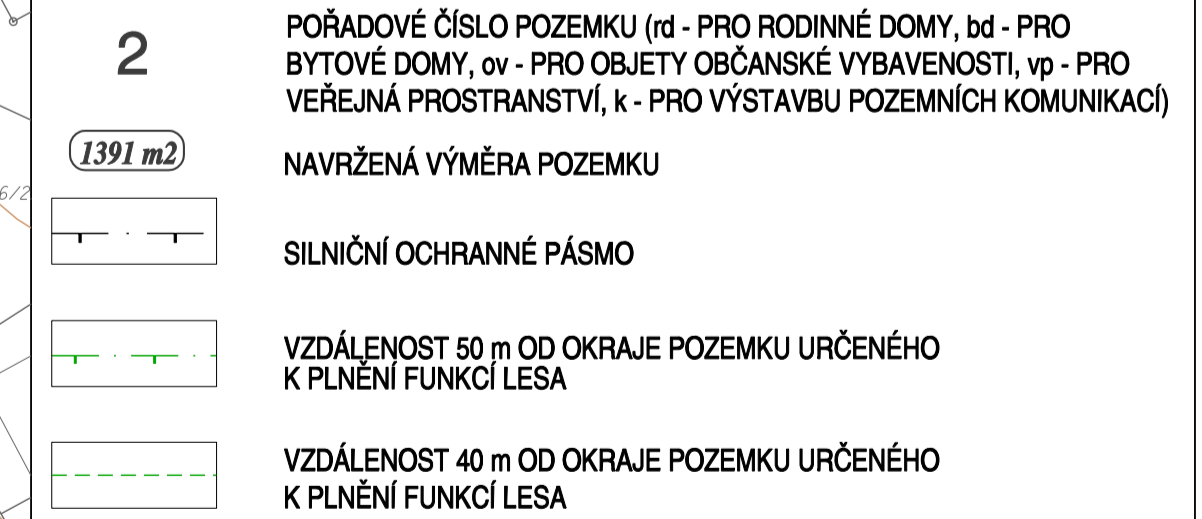 2
POŘADOVÉ ČÍSLO POZEMKU (rd - PRO RODINNÉ DOMY, bd - PRO
BYTOVÉ DOMY, ov - PRO OBJETY OBČANSKÉ VYBAVENOSTI, vp - PRO
VEŘEJNÁ PROSTRANSTVÍ, k - PRO VÝSTAVBU POZEMNÍCH KOMUNIKACÍ)
1391 m2
NAVRŽENÁ VÝMĚRA POZEMKU
6/2
SILNIČNÍ OCHRANNÉ PÁSMO
VZDÁLENOST 50 m OD OKRAJE POZEMKU URČENÉHO
K PLNĚNÍ FUNKCÍ LESA
VZDÁLENOST 40 m OD OKRAJE POZEMKU URČENÉHO
K PLNĚNÍ FUNKCÍ LESA